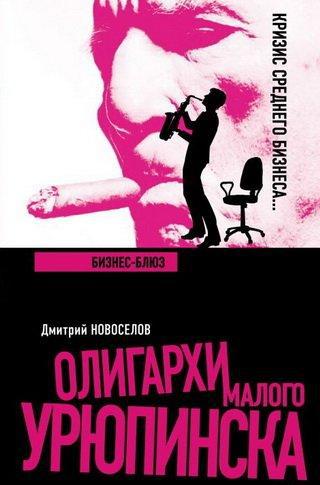 КРИЗИС СРЕДНЕГО БИЗНЕСА...
БИЗНЕС-БЛЮЗ
Дмитрий НОВОСЕЛОВ
ОЛИГАРХИ
МАЛОГО
УРЮПИНСКА